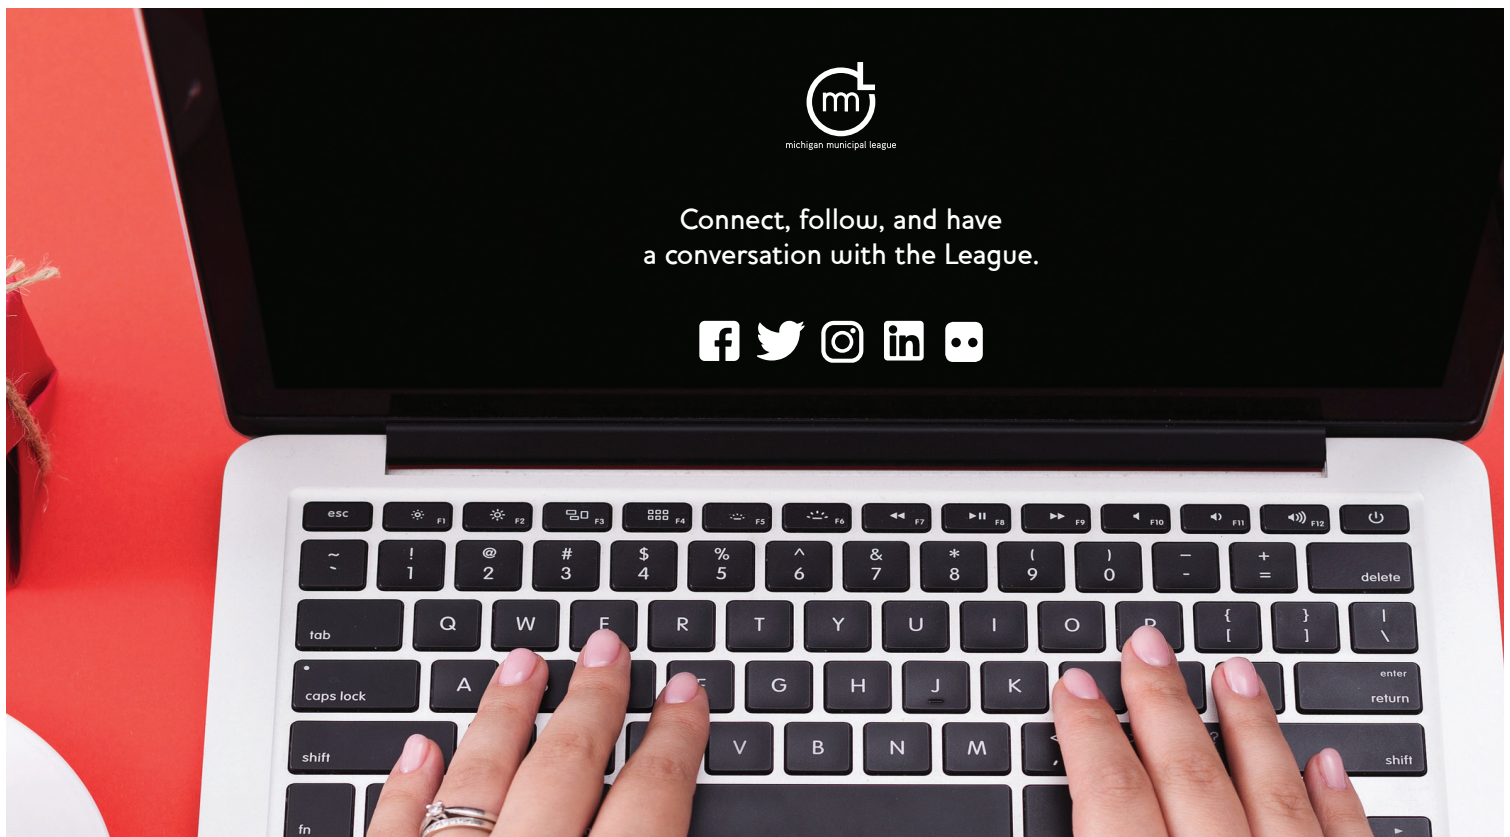 mm
michigan municipal league
Connect, follow, and have
a conversation with the League.
f
in
esc F1 F2 F3 F4 F5 F6 F7 F8 F9 F10 F11 F12
~ ! @ # $ % ^ & * ( ) _ +
` 1 2 3 4 5 6 7 8 9 0 - = delete
tab Q W E R T Y U I O P { [ } ] | \
caps lock A G H J K enter return
shift V B N M < , ? shift
fn